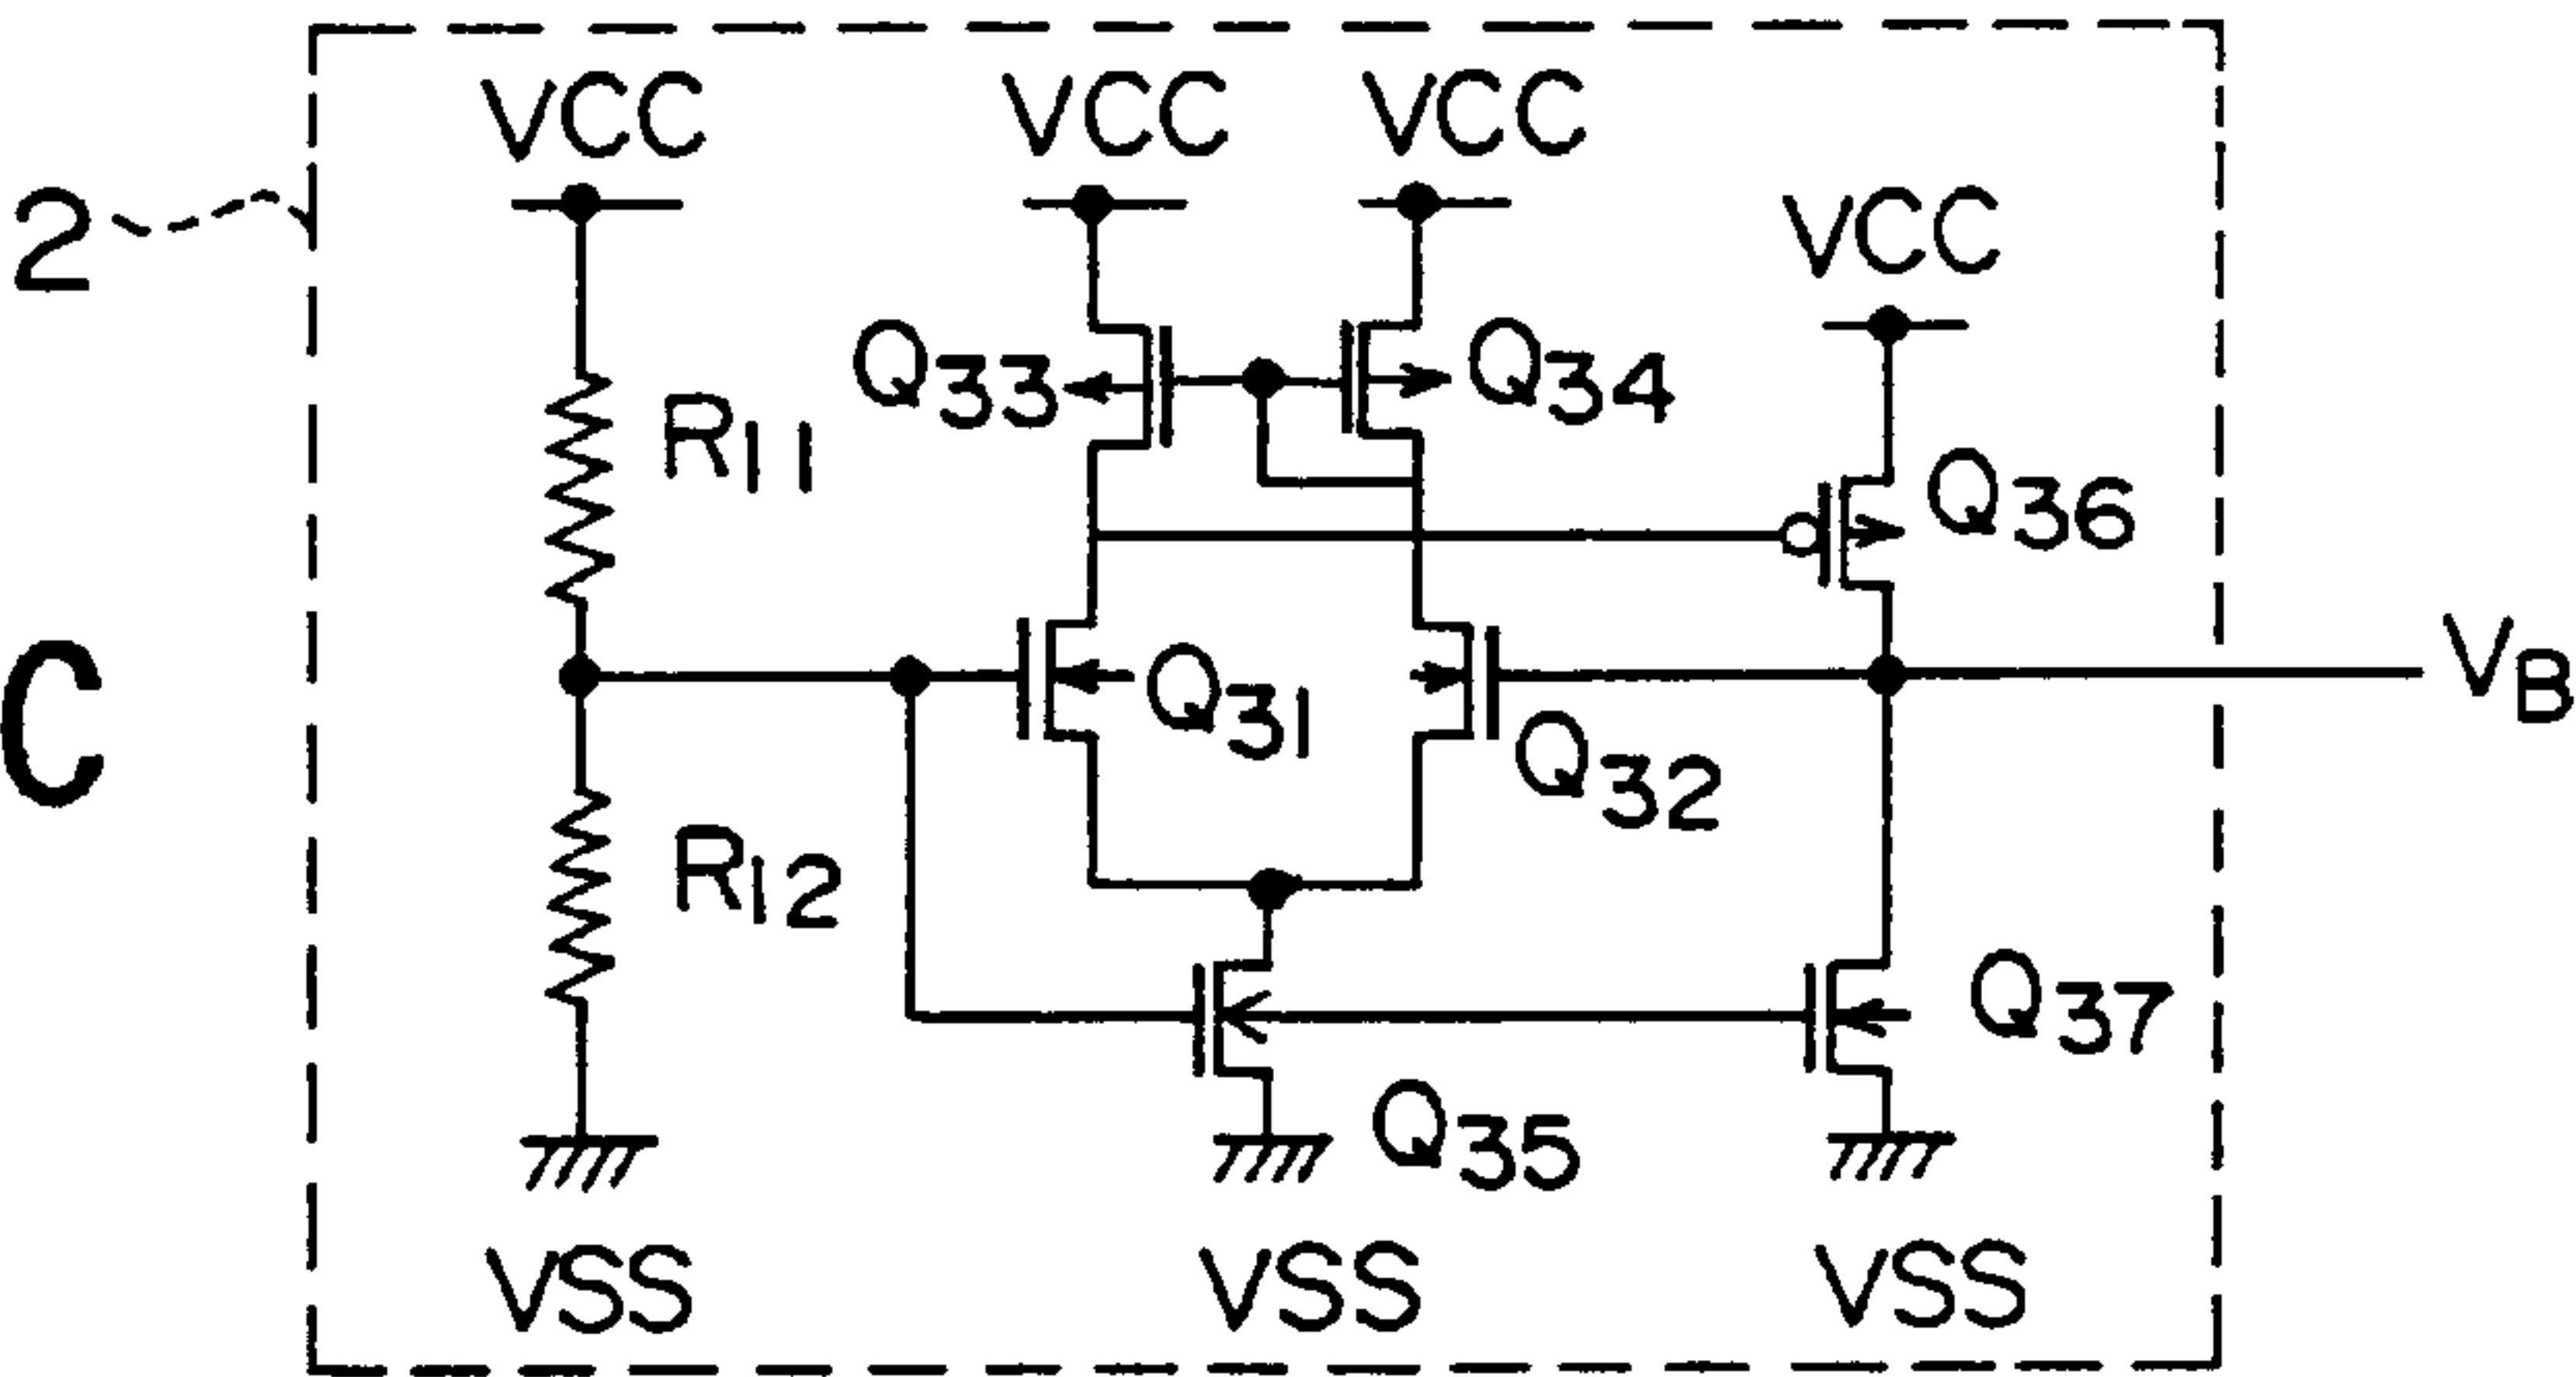 VCC VCC VCC
VCC
2
Q33 Q34
R11
Q36
C
Q31
VB
Q32
R12
Q37
Q35
VSS VSS VSS